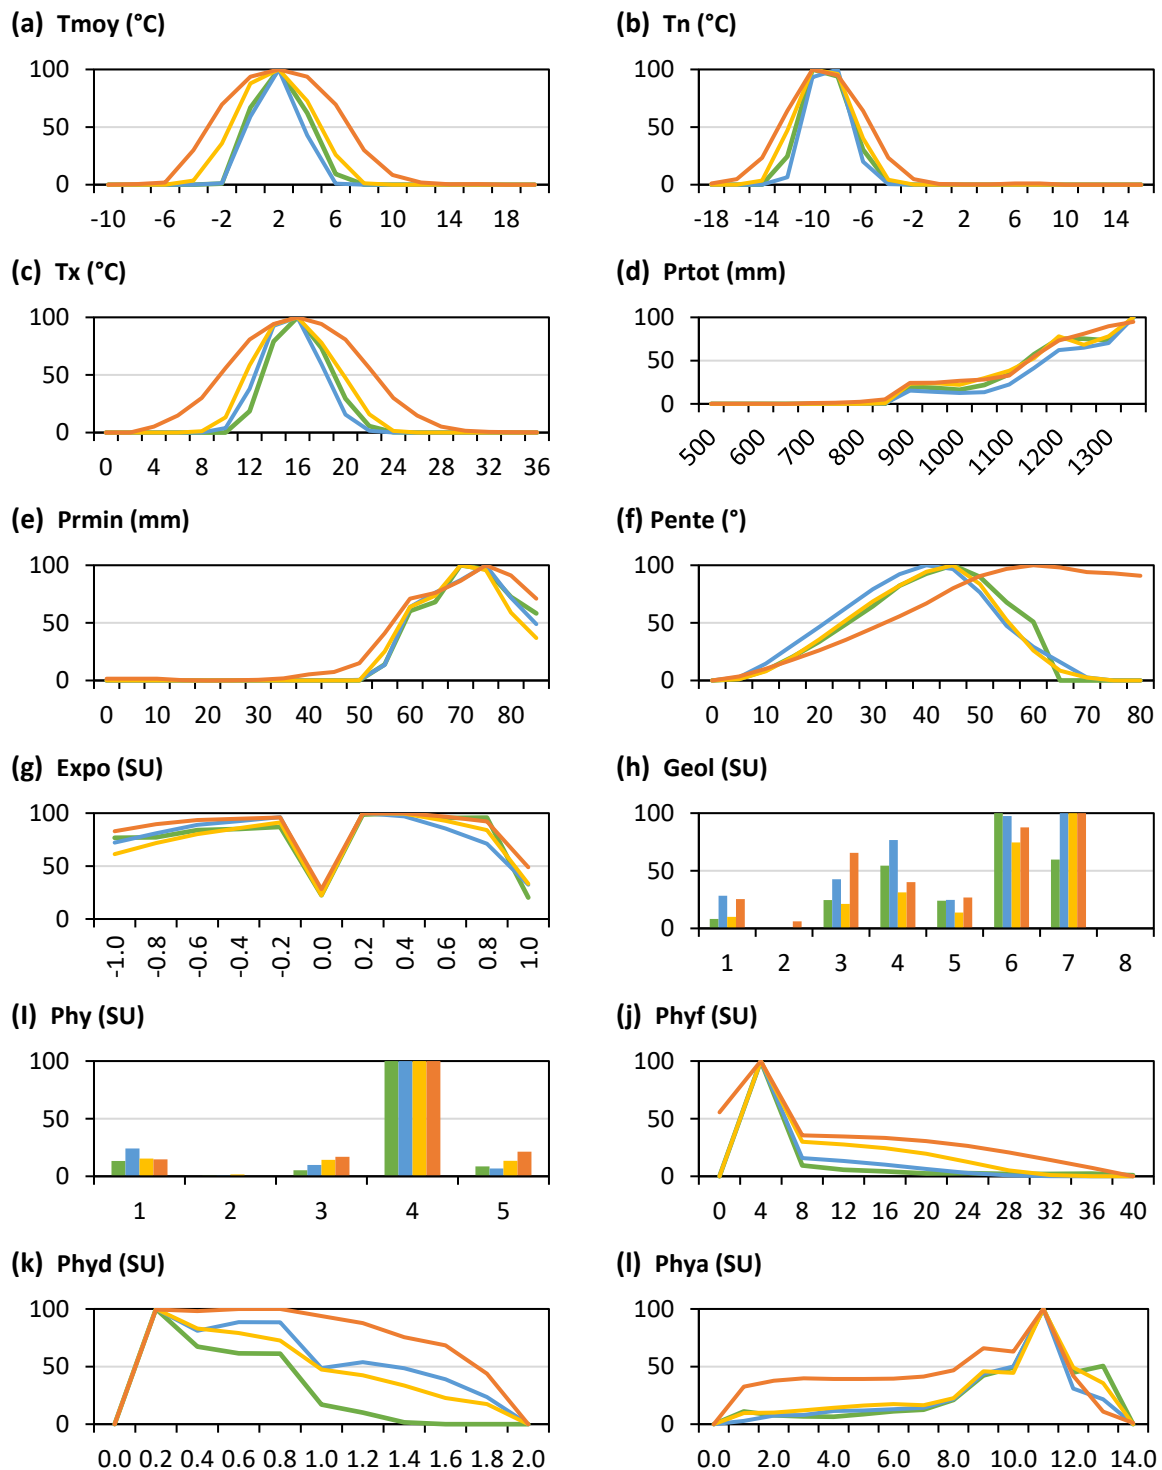 (a) Tmoy (°C)
100
50
0
-10 -6 -2 2 6 10 14 18
(b) Tn (°C)
100
50
0
-18 -14 -10 -6 -2 2 6 10 14
(c) Tx (°C)
100
50
0
0 4 8 12 16 20 24 28 32 36
(d) Prtot (mm)
100
50
0
500 600 700 800 900 1000 1100 1200 1300
(e) Prmin (mm)
100
50
0
0 10 20 30 40 50 60 70 80
(f) Pente (°)
100
50
0
0 10 20 30 40 50 60 70 80
(g) Expo (SU)
100
50
0
-1.0 -0.8 -0.6 -0.4 -0.2 0.0 0.2 0.4 0.6 0.8 1.0
(h) Geol (SU)
100
50
0
1 2 3 4 5 6 7 8
(I) Phy (SU)
100
50
0
1 2 3 4 5
(j) Phyf (SU)
100
50
0
0 4 8 12 16 20 24 28 32 36 40
(k) Phyd (SU)
100
50
0
0.0 0.2 0.4 0.6 0.8 1.0 1.2 1.4 1.6 1.8 2.0
(l) Phya (SU)
100
50
0
0.0 2.0 4.0 6.0 8.0 10.0 12.0 14.0